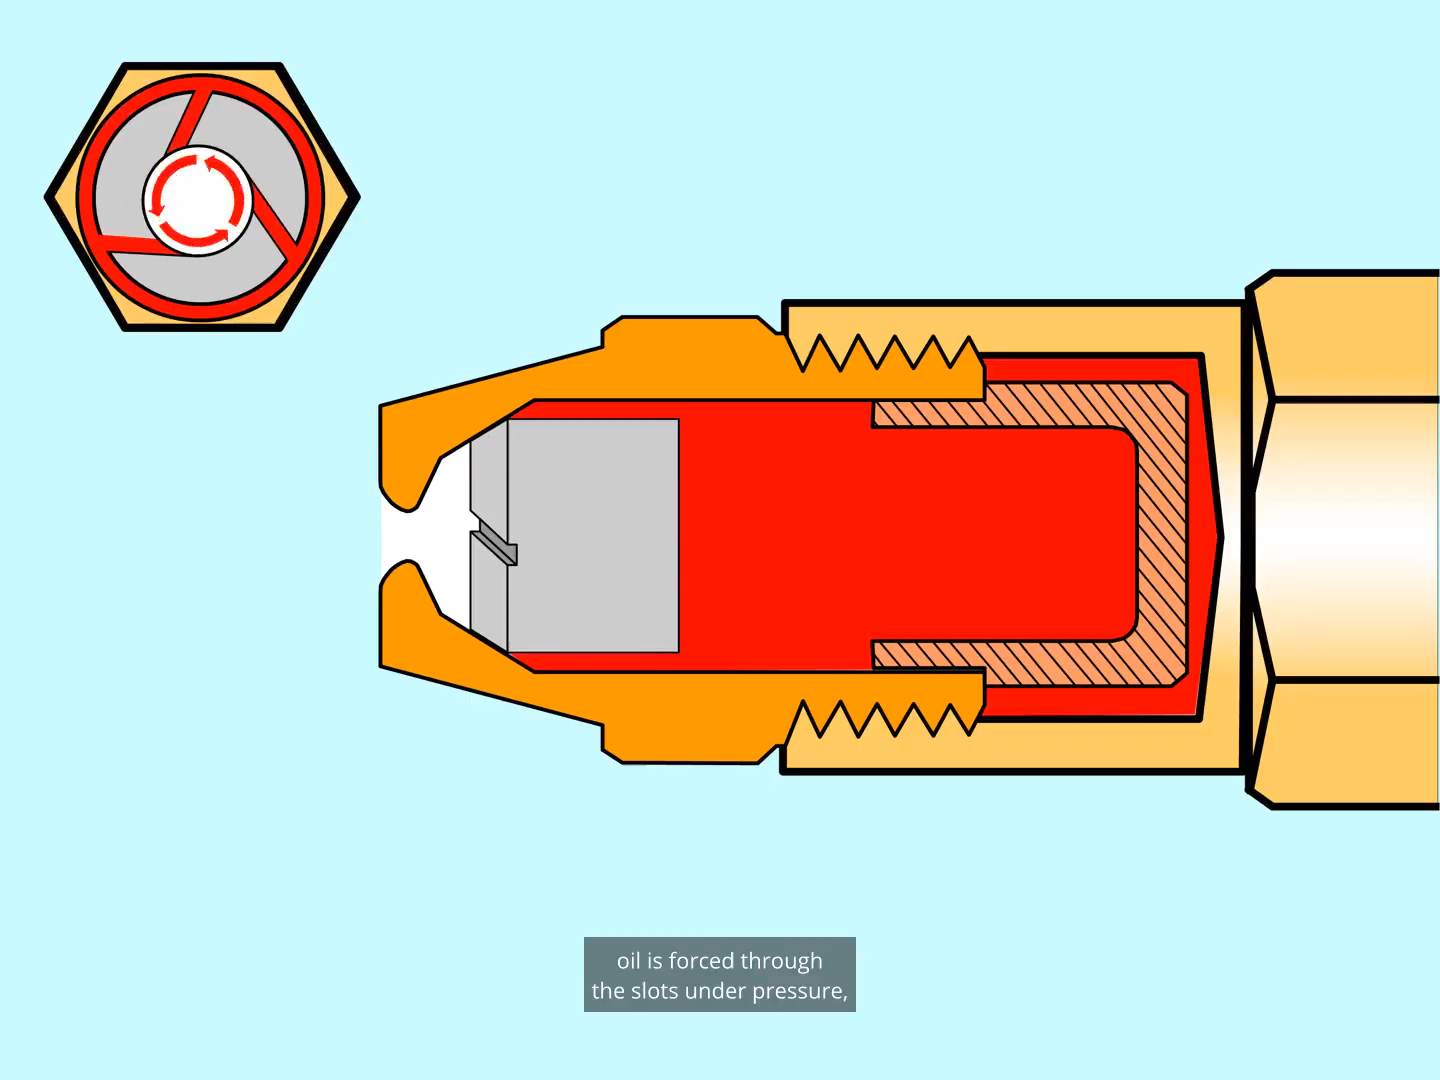 oil is forced through
the slots under pressure,